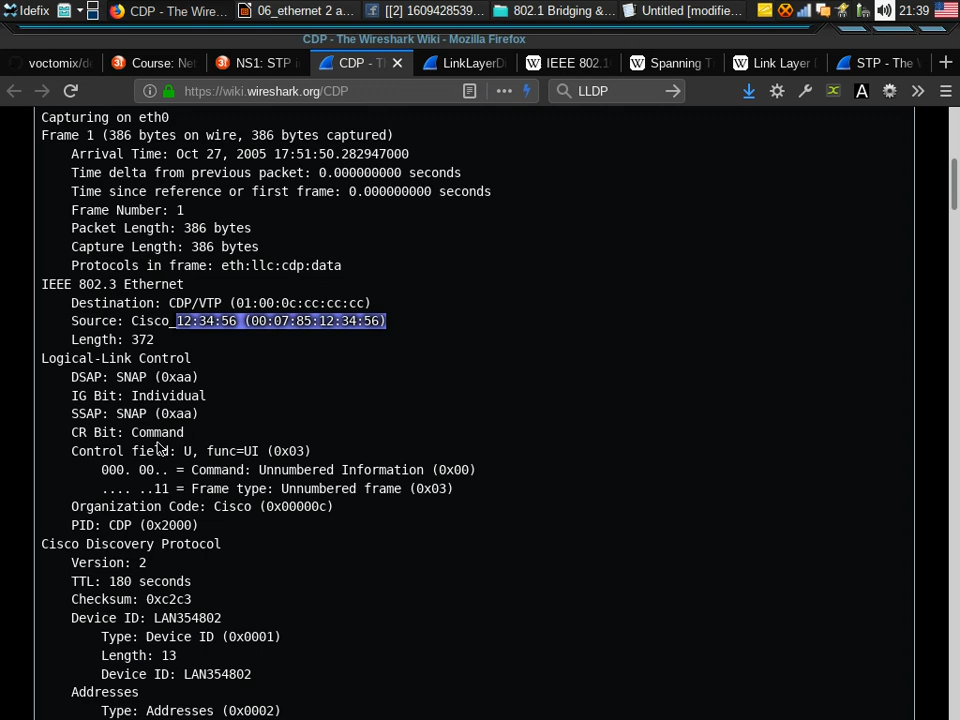 idefix
CDP - The Wire...
06_ethernet 2 a...
[[2] 1609428539...
802.1 Bridging &...
Untitled [modifie...
21:39
CDP - The Wireshark Wiki - Mozilla Firefox
voctomix/d
Course: Net
NS1: STP i
CDP - T
LinkLayerD
IEEE 802.1
Spanning T
Link Layer
STP - The W
https://wiki.wireshark.org/CDP
LLDP
Capturing on eth0
Frame 1 (386 bytes on wire, 386 bytes captured)
Arrival Time: Oct 27, 2005 17:51:50.282947000
Time delta from previous packet: 0.000000000 seconds
Time since reference or first frame: 0.000000000 seconds
Frame Number: 1
Packet Length: 386 bytes
Capture Length: 386 bytes
Protocols in frame: eth:llc:cdp:data
IEEE 802.3 Ethernet
Destination: CDP/VTP (01:00:0c:cc:cc:cc)
Source: Cisco_12:34:56 (00:07:85:12:34:56)
Length: 372
Logical-Link Control
DSAP: SNAP (0xaa)
IG Bit: Individual
SSAP: SNAP (0xaa)
CR Bit: Command
Control field: U, func=UI (0x03)
000. 00.. = Command: Unnumbered Information (0x00)
.... ..11 = Frame type: Unnumbered frame (0x03)
Organization Code: Cisco (0x00000c)
PID: CDP (0x2000)
Cisco Discovery Protocol
Version: 2
TTL: 180 seconds
Checksum: 0xc2c3
Device ID: LAN354802
Type: Device ID (0x0001)
Length: 13
Device ID: LAN354802
Addresses
Type: Addresses (0x0002)